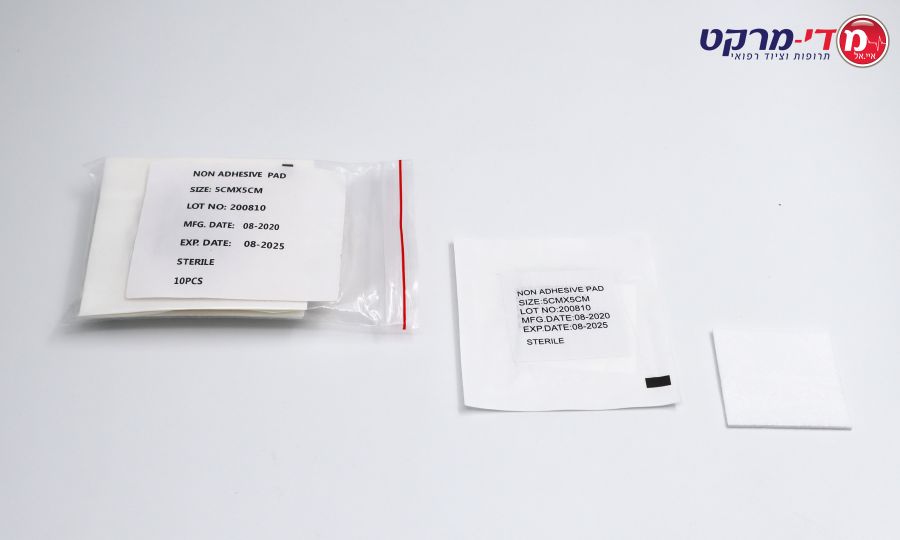 די-מרקט
איי.אל
תרופות וציוד רפואי
NON ADHESIVE PAD
SIZE: 5CMX5CM
LOT NO: 200810
MFG. DATE: 08-2020
EXP. DATE: 08-2025
STERILE
10PCS
NON ADHESIVE PAD
SIZE:5CMX5CM
LOT NO:200810
MFG.DATE:08-2020
EXP.DATE:08-2025
STERILE